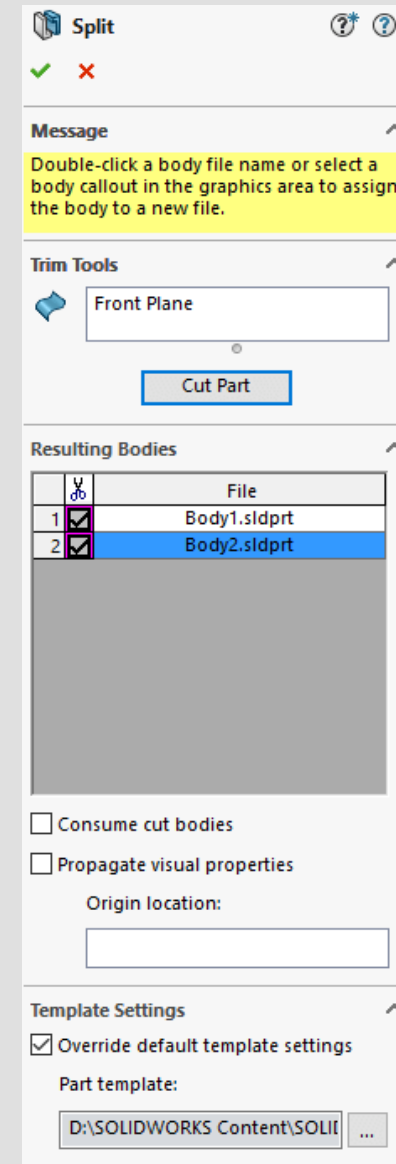 Split
Message
Double-click a body file name or select a
body callout in the graphics area to assign
the body to a new file.
Trim Tools
Front Plane
Cut Part
Resulting Bodies
File
1 Body1.sldprt
2 Body2.sldprt
Consume cut bodies
Propagate visual properties
Origin location:
Template Settings
Override default template settings
Part template:
D:\SOLIDWORKS Content\SOLI
...